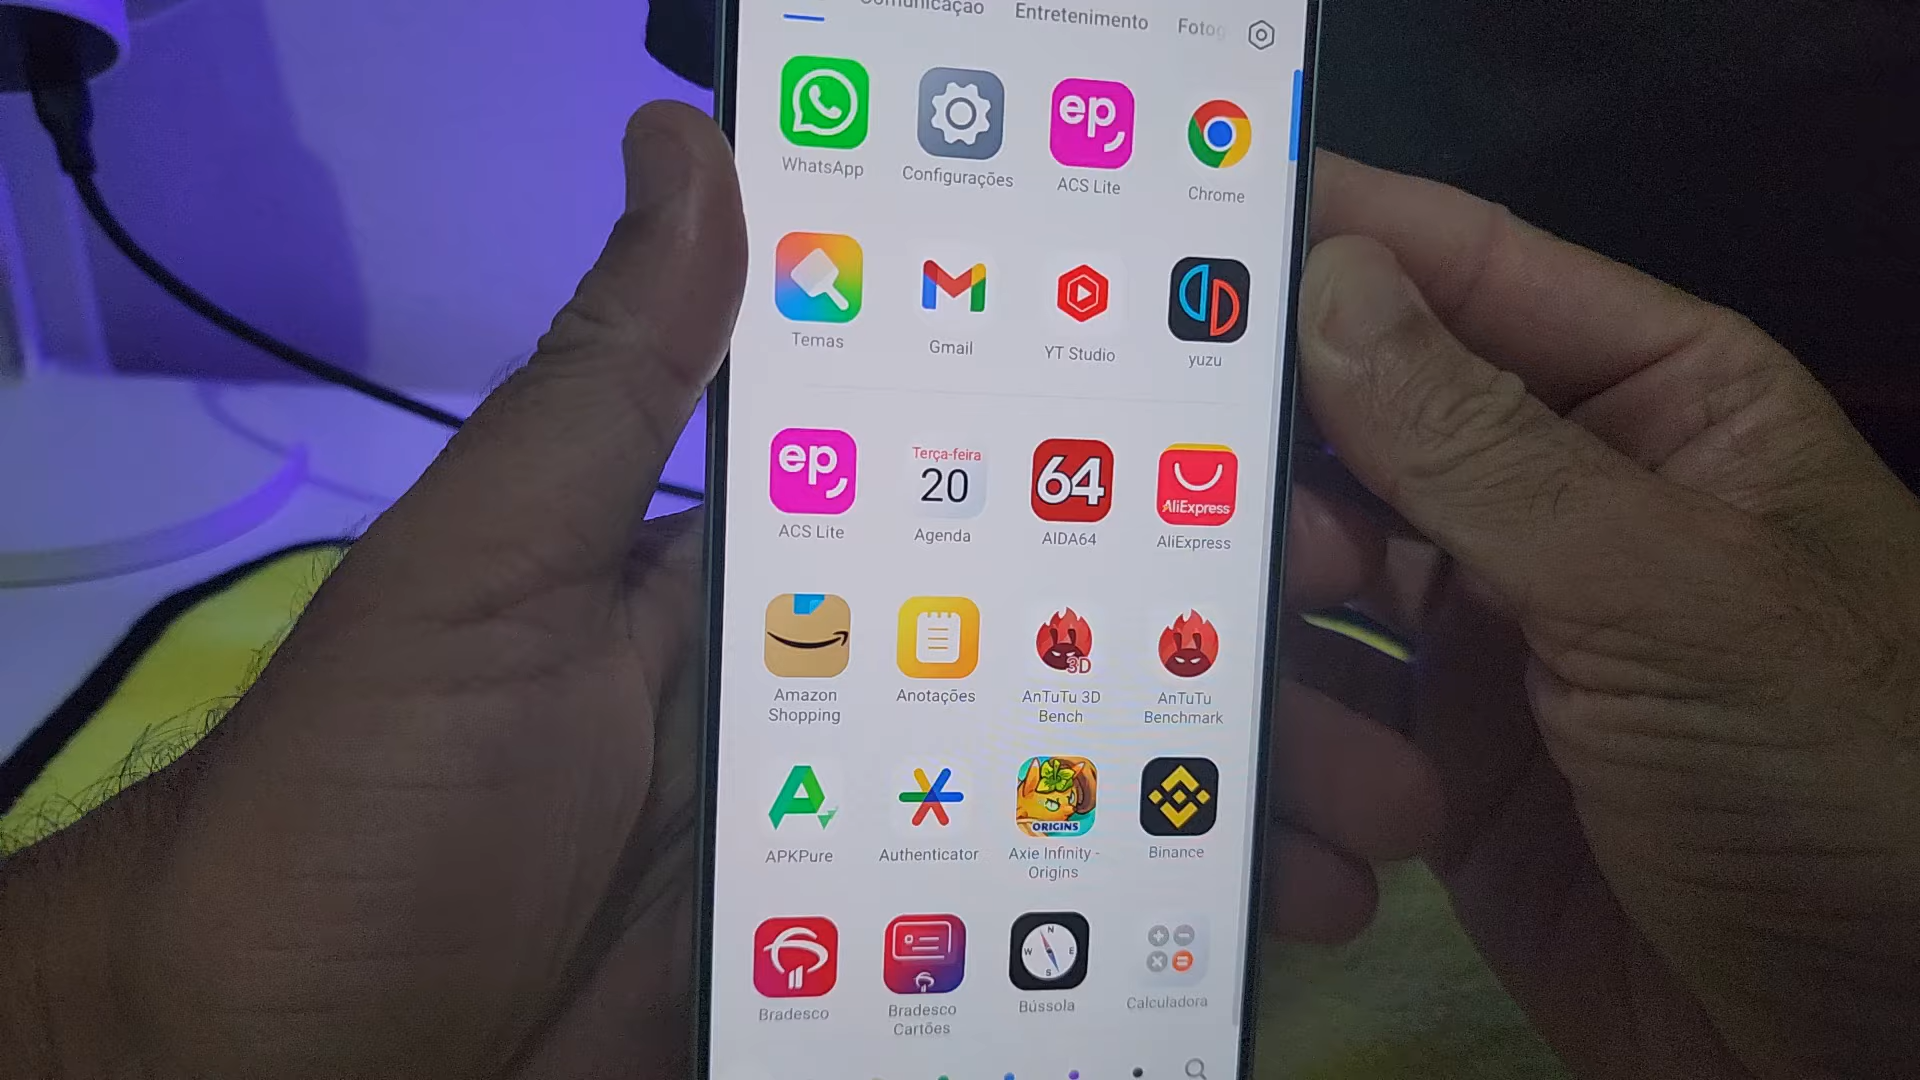 Comunicação Entretenimento Fotog
WhatsApp
Configurações
ep
ACS Lite
Chrome
Temas
Gmail
YT Studio
yuzu
ep
ACS Lite
Terça-feira
20
Agenda
64
AIDA64
AliExpress
AliExpress
Amazon
Shopping
Anotações
3D
AnTuTu 3D
Bench
AnTuTu
Benchmark
APKPure
Authenticator
ORIGINS
Axie Infinity -
Origins
Binance
Bradesco
Bradesco
Cartões
N
W E
S
Bússola
Calculadora